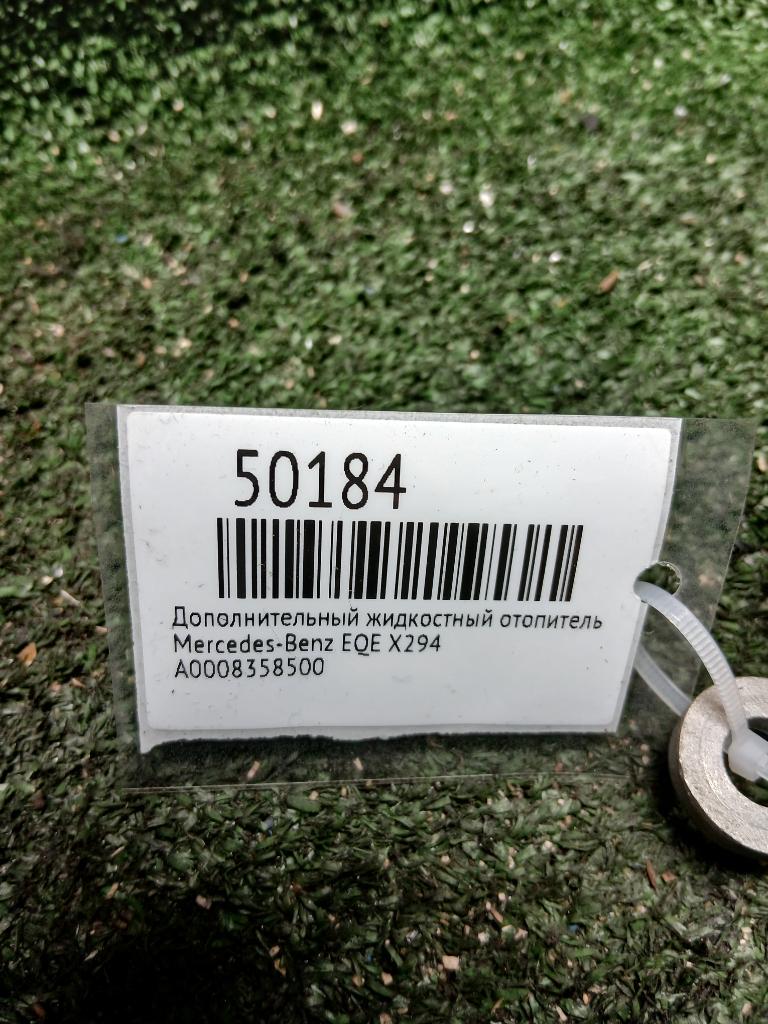 50184
Дополнительный жидкостный отопитель
Mercedes-Benz EQE X294
A0008358500